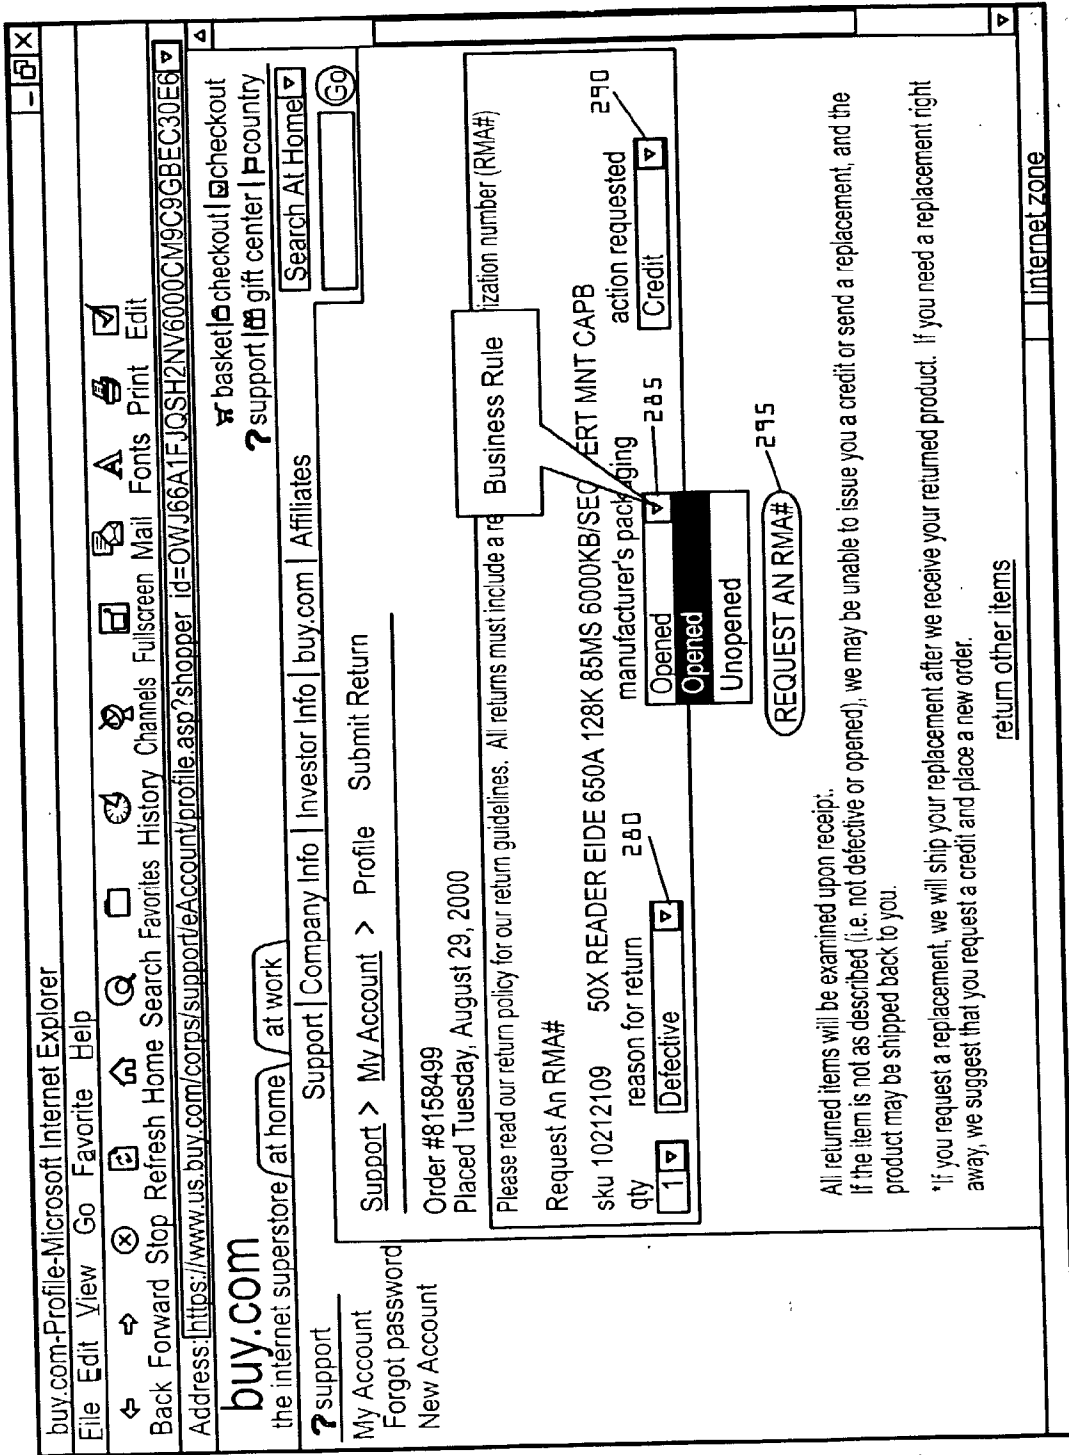 buy.com-Profile-Microsoft Internet Explorer
File Edit View Go Favorite Help
Back Forward Stop Refresh Home Search Favorites History Channels Fullscreen Mail Fonts Print Edit
Address: https://www.us.buy.com/corps/support/eAccount/profile.asp?shopper id=OWJ66A1FJQSH2NV6000CM9C9GBEC30E6
buy.com
the internet superstore/ at home \ at work
basket| checkout| checkout
? support| gift center| country
Support | Company Info | Investor Info | buy.com | Affiliates
Search At Home
Go
? support
My Account
Forgot password
New Account
Support > My Account > Profile Submit Return
Order #8158499
Placed Tuesday, August 29, 2000
Please read our return policy for our return guidelines. All returns must include a re ization number (RMA#)
Business Rule
Request An RMA#
sku 10212109 50X READER EIDE 650A 128K 85MS 6000KB/SEC ERT MNT CAPB
qty reason for return manufacturer's packaging action requested
1 Defective Opened Credit
280 285 290
Opened
Unopened
REQUEST AN RMA#
295
All returned items will be examined upon receipt.
If the item is not as described (i.e. not defective or opened), we may be unable to issue you a credit or send a replacement, and the
product may be shipped back to you.
*If you request a replacement, we will ship your replacement after we receive your returned product. If you need a replacement right
away, we suggest that you request a credit and place a new order.
return other items
internet zone